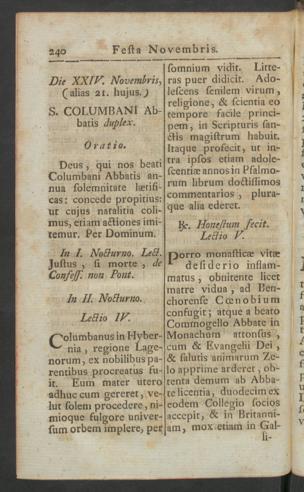 240 Festa Novembris.
Die XXIV. Novembris,
(alias 21. hujus.)
S. COLUMBANI Ab-
batis duplex.
Oratio.
Deus, qui nos beati
Columbani Abbatis an-
nua solemnitate lætifi-
cas: concede propitius:
ut cujus natalitia coli-
mus, etiam actiones imi-
temur. Per Dominum.
In I. Nocturno. Lect.
Justus, si morte, de
Confess. non Pont.
In II. Nocturno.
Lectio IV.
Columbanus in Hyber-
nia, regione Lage-
norum, ex nobilibus pa-
rentibus procreatus fu-
it. Eum mater utero
adhuc cum gereret, ve-
lut solem procedere, ni-
mioque fulgore univer-
sum orbem implere, per
somnium vidit. Litte-
ras puer didicit. Ado-
lescens senilem virum,
religione, & scientia eo
tempore facile princi-
pem, in Scripturis san-
ctis magistrum habuit.
Itaque profecit, ut in-
tra ipsos etiam adole-
scentiæ annos in Psalmo-
rum librum doctissimos
commentarios, plura-
que alia ederet.
℟. Honestum fecit.
Lectio V.
Porro monasticæ vitæ
desiderio inflam-
matus, obnitente licet
matre vidua, ad Ben-
chorense Cœnobium
confugit; atque a beato
Commogello Abbate in
Monachum attonsus,
cum & Evangelii Dei,
& salutis animarum Ze-
lo apprime arderet, ob-
tenta demum ab Abba-
te licentia, duodecim ex
eodem Collegio socios
accepit, & in Britanni-
am, mox etiam in Gal-
li-